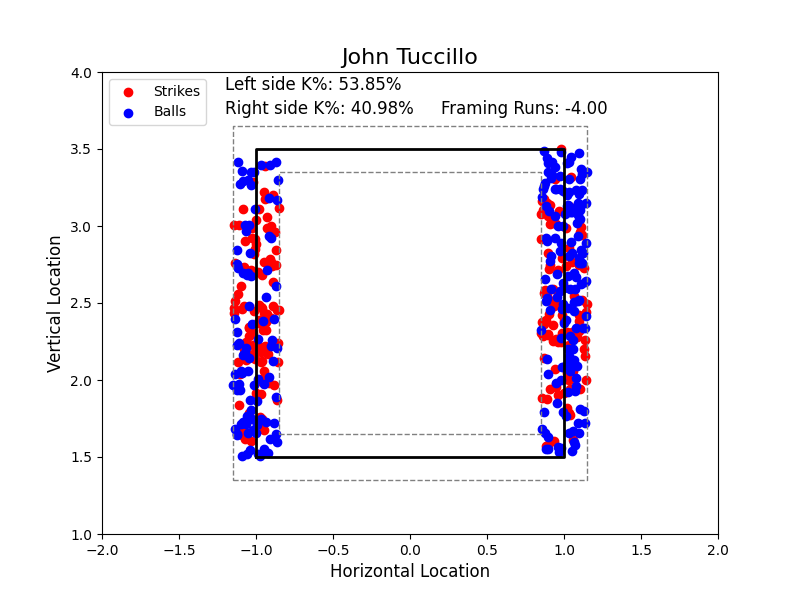 John Tuccillo
Strikes
Balls
Left side K%: 53.85%
Right side K%: 40.98%
Framing Runs: -4.00
Vertical Location
4.0
3.5
3.0
2.5
2.0
1.5
1.0
−2.0
−1.5
−1.0
−0.5
0.0
0.5
1.0
1.5
2.0
Horizontal Location